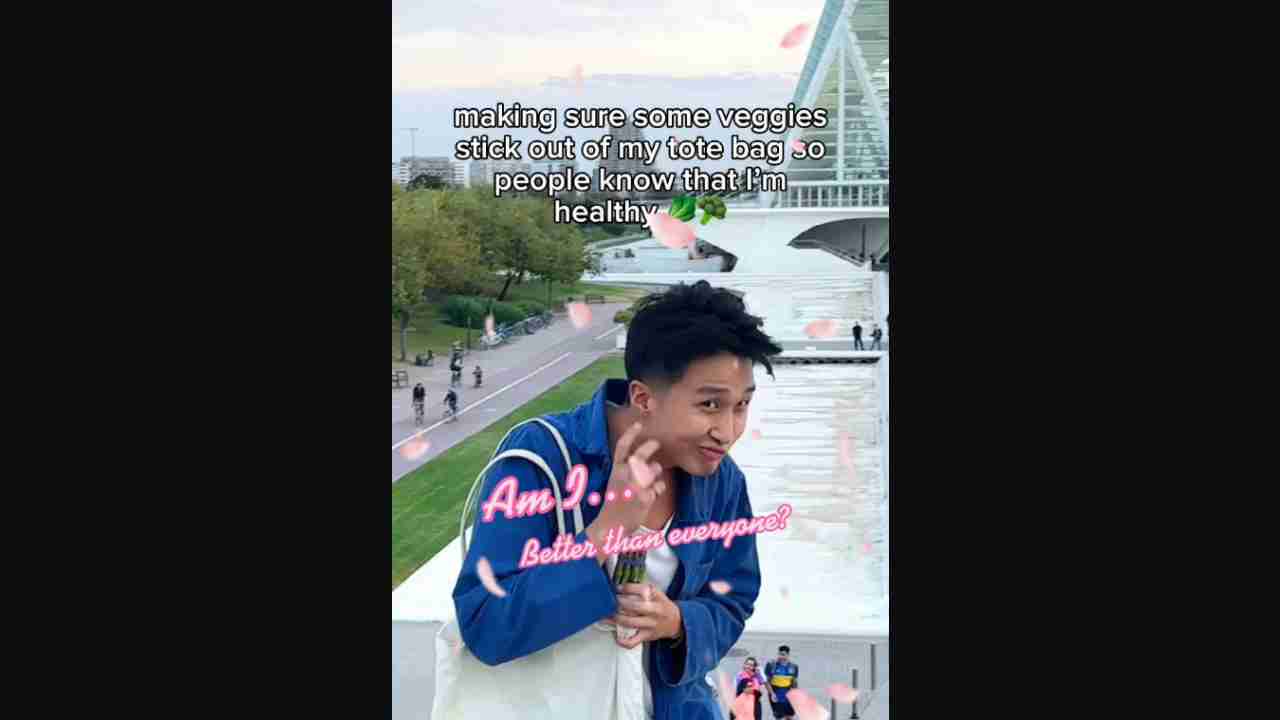 making sure some veggies
stick out of my tote bag so
people know that I'm
healthy 🥬🥦
Am I...
Better than everyone?